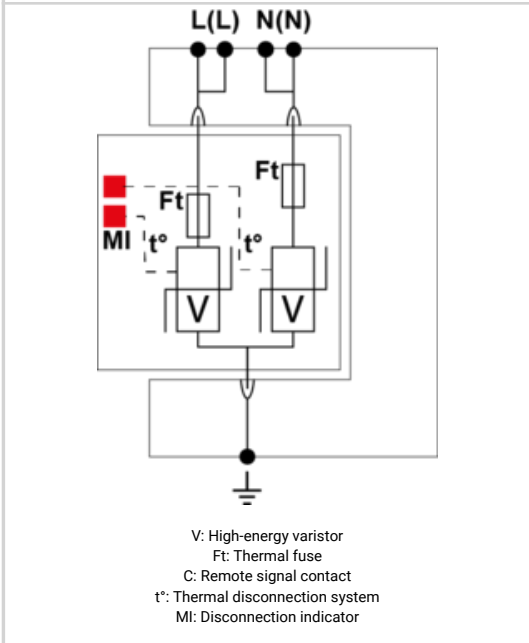 L(L) N(N)
Ft
Ft
MI
t°
t°
V
V
V: High-energy varistor
Ft: Thermal fuse
C: Remote signal contact
t°: Thermal disconnection system
MI: Disconnection indicator